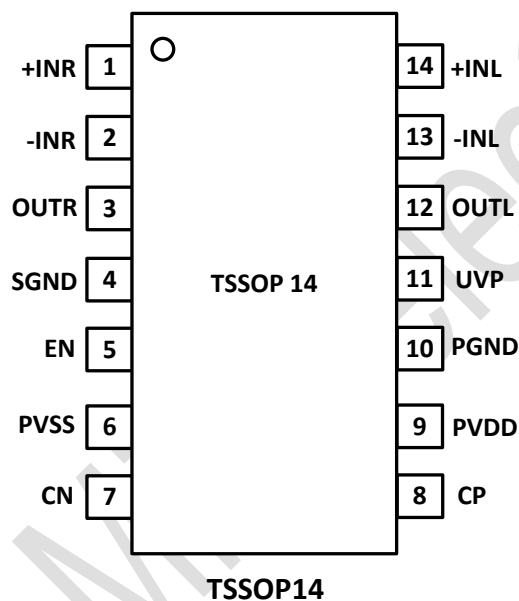 +INR 1 14 +INL
-INR 2 13 -INL
OUTR 3 12 OUTL
SGND 4 TSSOP 14 11 UVP
EN 5 10 PGND
PVSS 6 9 PVDD
CN 7 8 CP
TSSOP14